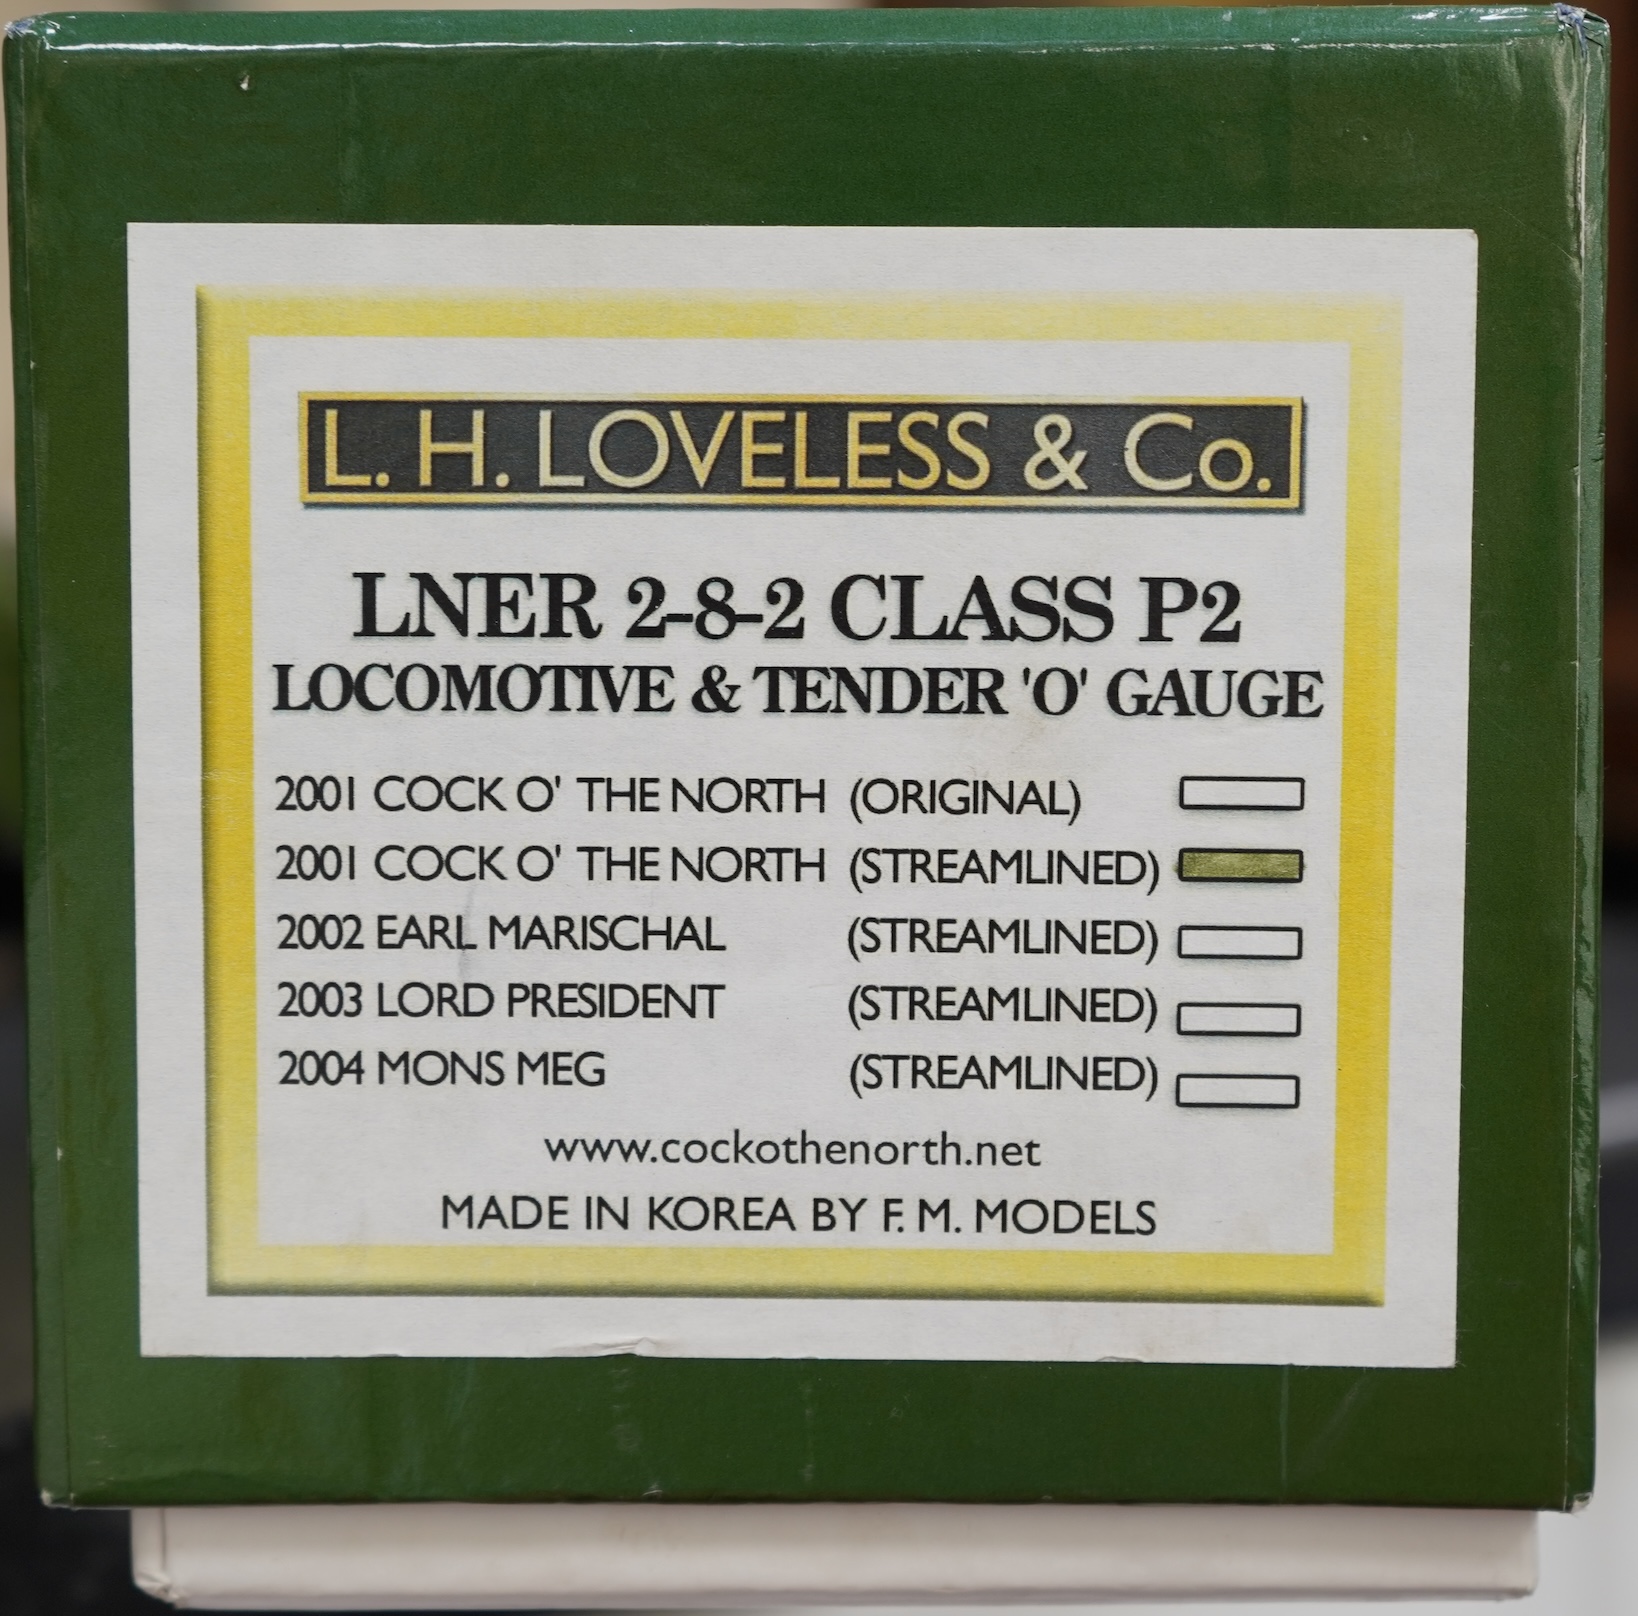 L. H. LOVELESS & Co.
LNER 2-8-2 CLASS P2
LOCOMOTIVE & TENDER 'O' GAUGE
2001 COCK O' THE NORTH (ORIGINAL)
2001 COCK O' THE NORTH (STREAMLINED)
2002 EARL MARISCHAL (STREAMLINED)
2003 LORD PRESIDENT (STREAMLINED)
2004 MONS MEG (STREAMLINED)
www.cockothenorth.net
MADE IN KOREA BY F. M. MODELS